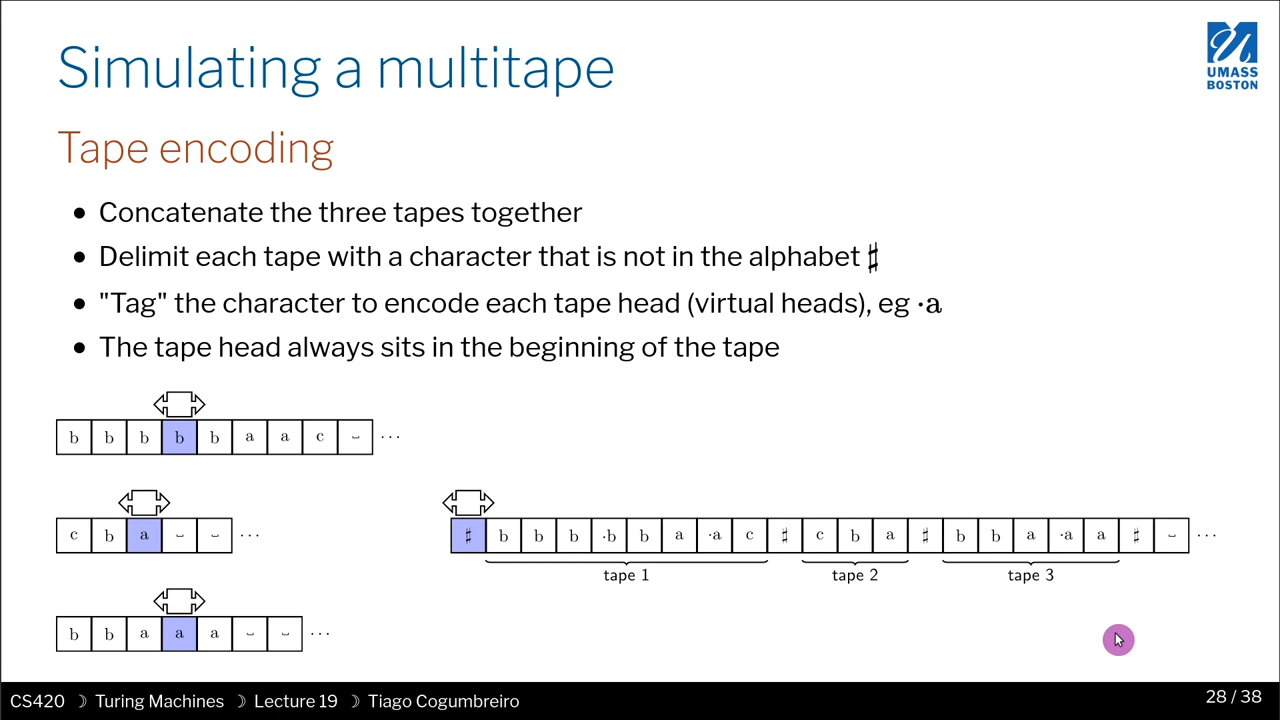 Simulating a multitape
UMASS
BOSTON
Tape encoding
• Concatenate the three tapes together
• Delimit each tape with a character that is not in the alphabet ♯
• "Tag" the character to encode each tape head (virtual heads), eg ·a
• The tape head always sits in the beginning of the tape
b b b b b a a c ␣ ···
c b a ␣ ␣ ···
♯ b b b ·b b a ·a c ♯ c b a ♯ b b a ·a a ♯ ␣ ···
tape 1 tape 2 tape 3
b b a a a ␣ ␣ ···
CS420 ☽ Turing Machines ☽ Lecture 19 ☽ Tiago Cogumbreiro
28 / 38